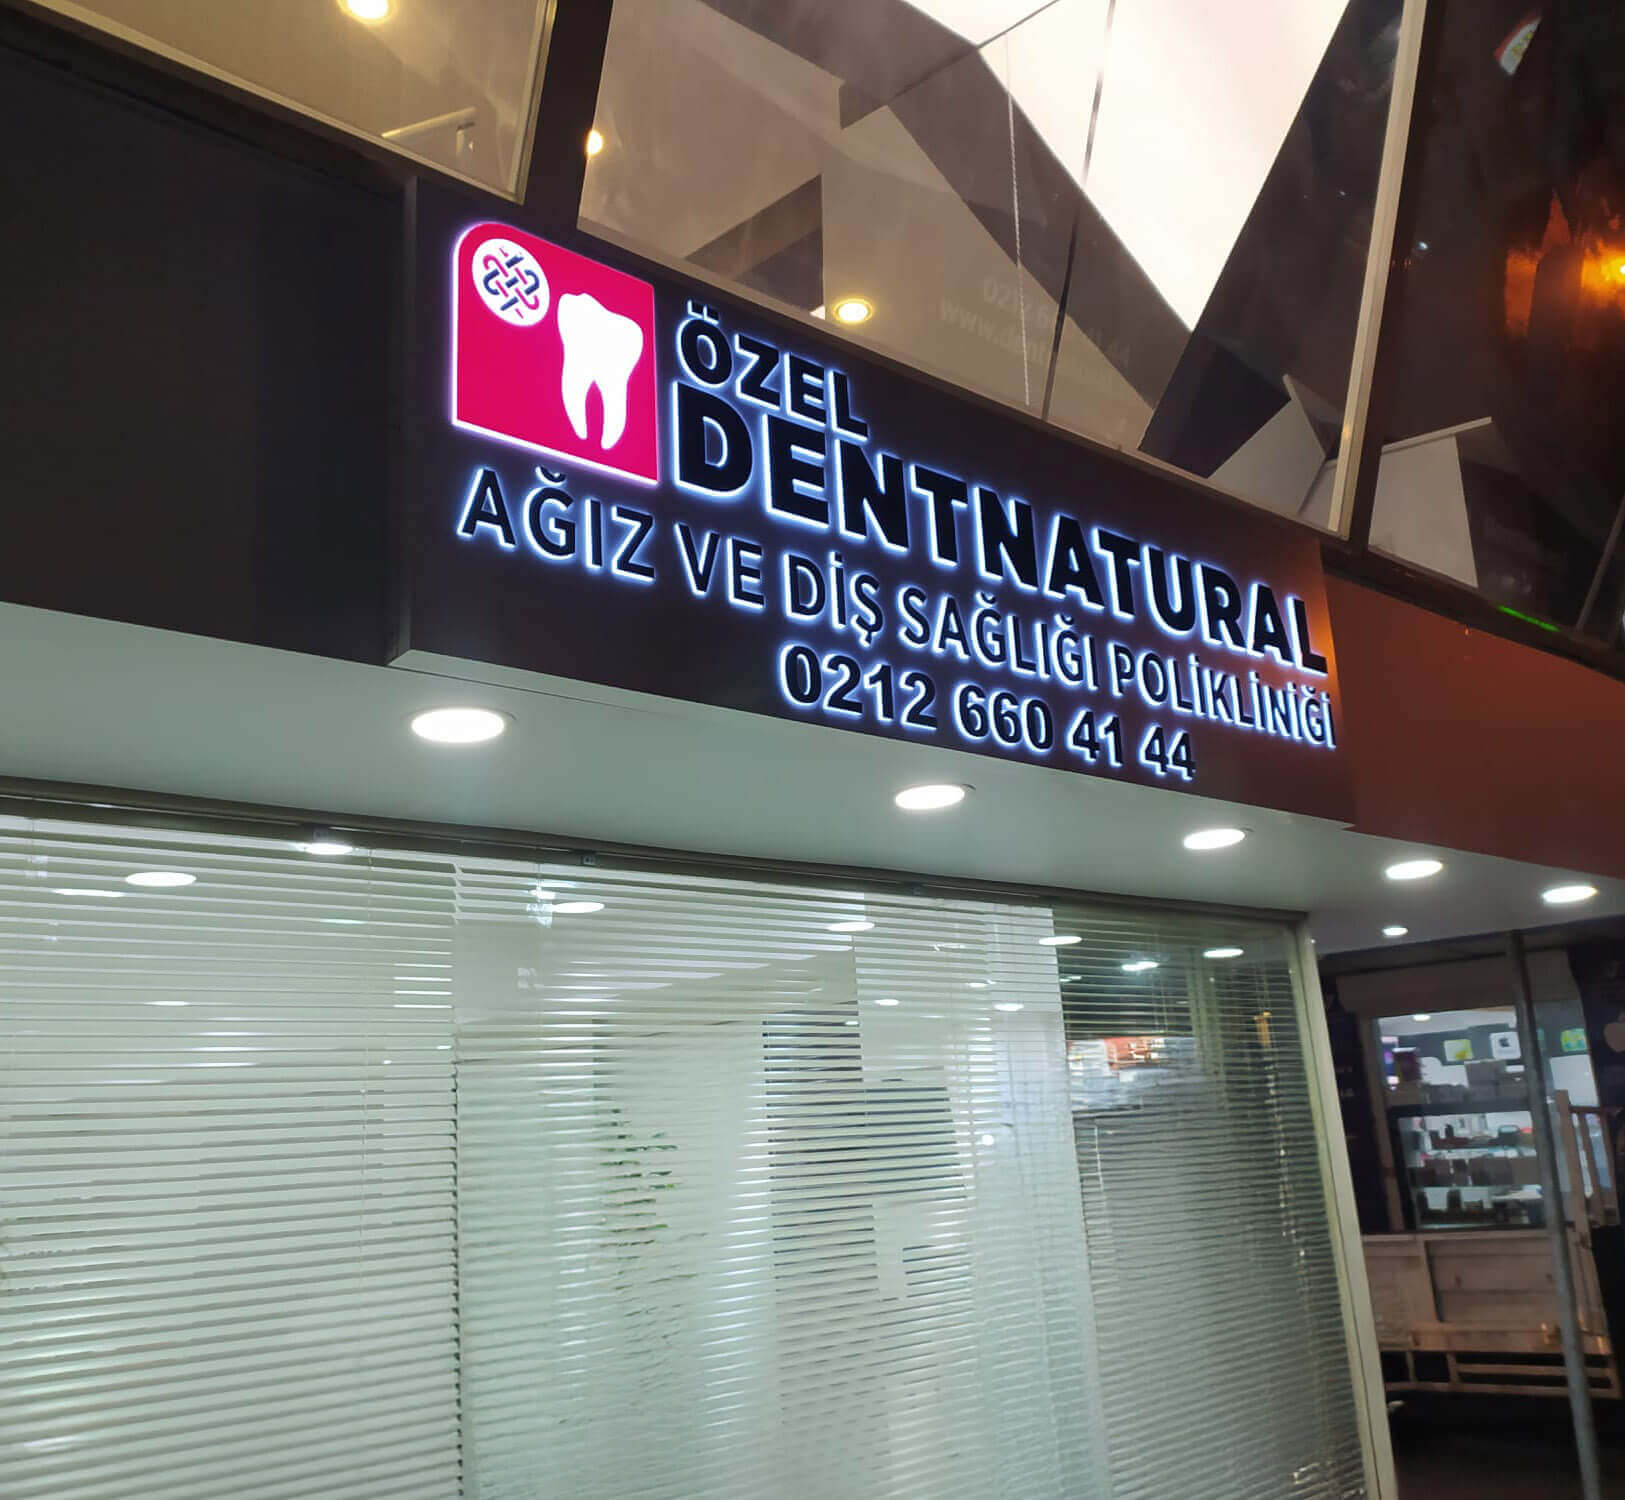 ÖZEL
DENTNATURAL
AĞIZ VE DİŞ SAĞLIĞI POLİKLİNİĞİ
0212 660 41 44